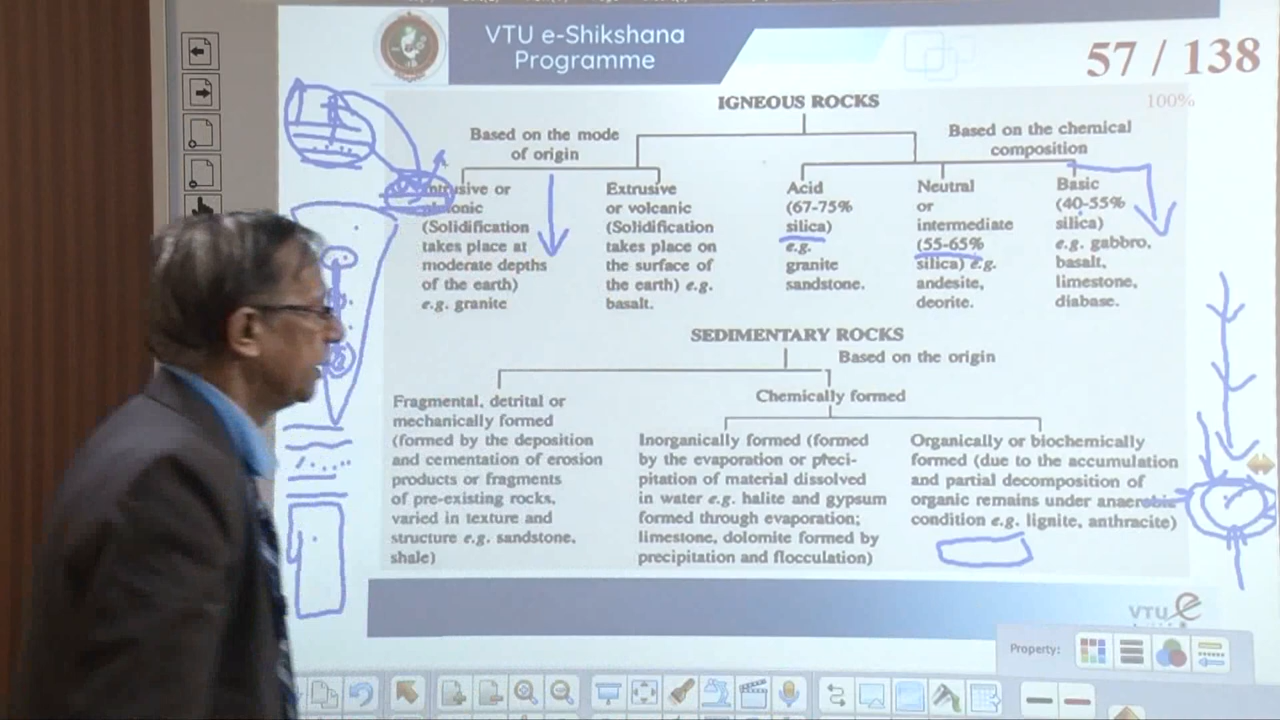 VTU e-Shikshana
Programme
57 / 138
100%
IGNEOUS ROCKS
Based on the mode
of origin
Based on the chemical
composition
Intrusive or
plutonic
(Solidification
takes place at
moderate depths
of the earth)
e.g. granite
Extrusive
or volcanic
(Solidification
takes place on
the surface of
the earth) e.g.
basalt.
Acid
(67-75%
silica)
e.g.
granite
sandstone.
Neutral
or
intermediate
(55-65%
silica) e.g.
andesite,
deorite.
Basic
(40-55%
silica)
e.g. gabbro,
basalt,
limestone,
diabase.
SEDIMENTARY ROCKS
Based on the origin
Fragmental, detrital or
mechanically formed
(formed by the deposition
and cementation of erosion
products or fragments
of pre-existing rocks,
varied in texture and
structure e.g. sandstone,
shale)
Chemically formed
Inorganically formed (formed
by the evaporation or preci-
pitation of material dissolved
in water e.g. halite and gypsum
formed through evaporation;
limestone, dolomite formed by
precipitation and flocculation)
Organically or biochemically
formed (due to the accumulation
and partial decomposition of
organic remains under anaerobic
condition e.g. lignite, anthracite)
VTU e
Property: